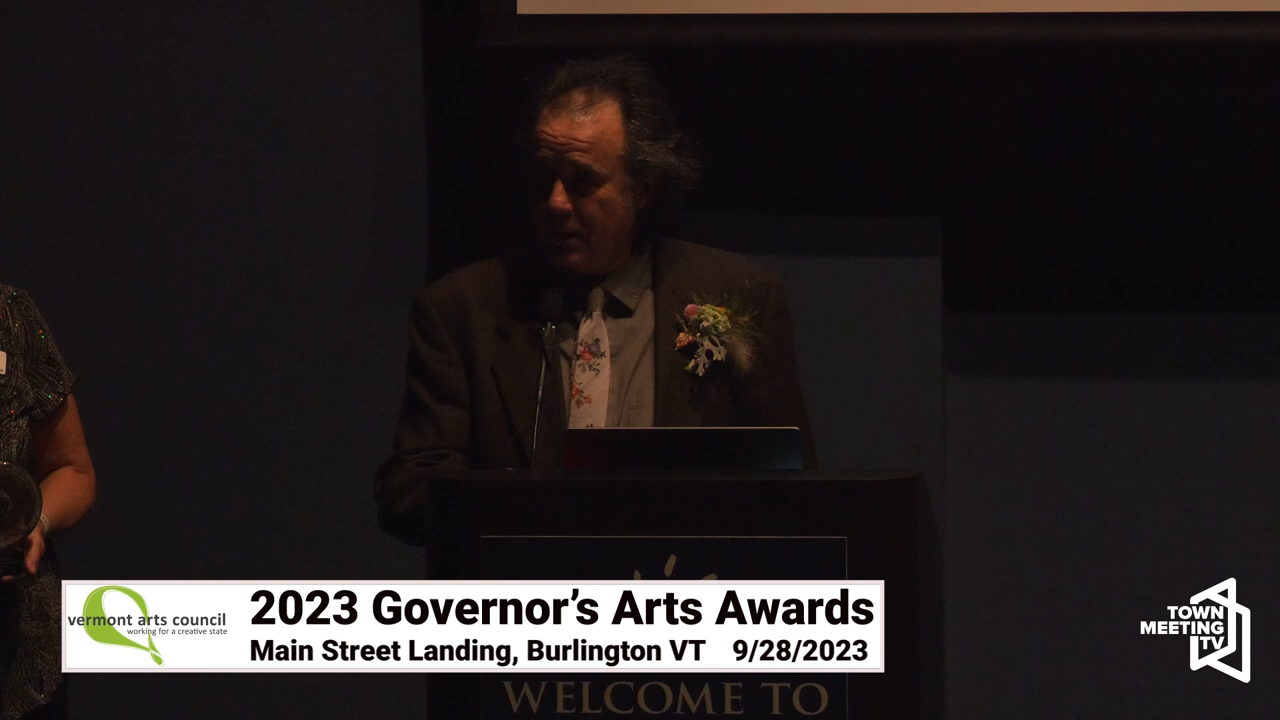 vermont arts council
working for a creative state
2023 Governor's Arts Awards
Main Street Landing, Burlington VT 9/28/2023
TOWN
MEETING
TV
WELCOME TO